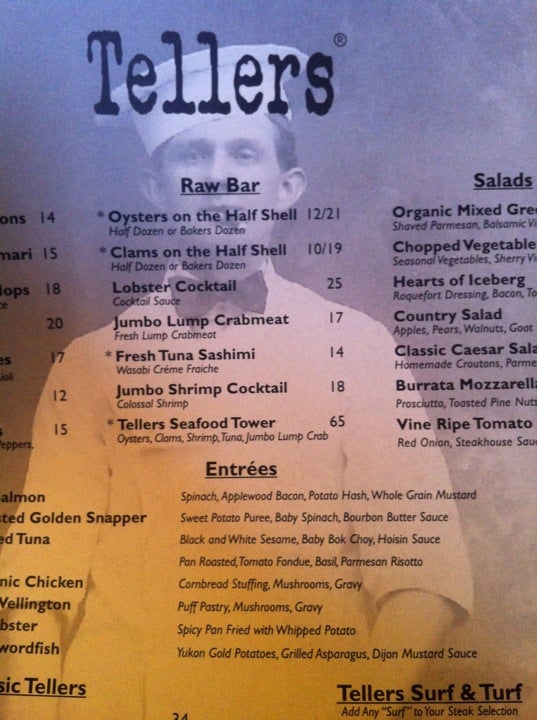 Tellers®
Raw Bar
* Oysters on the Half Shell 12/21
Half Dozen or Bakers Dozen
* Clams on the Half Shell 10/19
Half Dozen or Bakers Dozen
Lobster Cocktail 25
Cocktail Sauce
Jumbo Lump Crabmeat 17
Fresh Lump Crabmeat
* Fresh Tuna Sashimi 14
Wasabi Créme Fraiche
Jumbo Shrimp Cocktail 18
Colossal Shrimp
* Tellers Seafood Tower 65
Oysters, Clams, Shrimp, Tuna, Jumbo Lump Crab
ons 14
mari 15
lops 18
ce
20
es 17
ioli
12
s 15
Peppers,
Salads
Organic Mixed Gre
Shaved Parmesan, Balsamic Vi
Chopped Vegetable
Seasonal Vegetables, Sherry Vi
Hearts of Iceberg
Roquefort Dressing, Bacon, To
Country Salad
Apples, Pears, Walnuts, Goat
Classic Caesar Sala
Homemade Croutons, Parme
Burrata Mozzarell
Prosciutto, Toasted Pine Nuts
Vine Ripe Tomato
Red Onion, Steakhouse Sauc
Entrées
almon Spinach, Applewood Bacon, Potato Hash, Whole Grain Mustard
sted Golden Snapper Sweet Potato Puree, Baby Spinach, Bourbon Butter Sauce
ed Tuna Black and White Sesame, Baby Bok Choy, Hoisin Sauce
Pan Roasted, Tomato Fondue, Basil, Parmesan Risotto
nic Chicken Cornbread Stuffing, Mushrooms, Gravy
Wellington Puff Pastry, Mushrooms, Gravy
bster Spicy Pan Fried with Whipped Potato
wordfish Yukon Gold Potatoes, Grilled Asparagus, Dijon Mustard Sauce
sic Tellers
34
Tellers Surf & Turf
Add Any "Surf" to Your Steak Selection